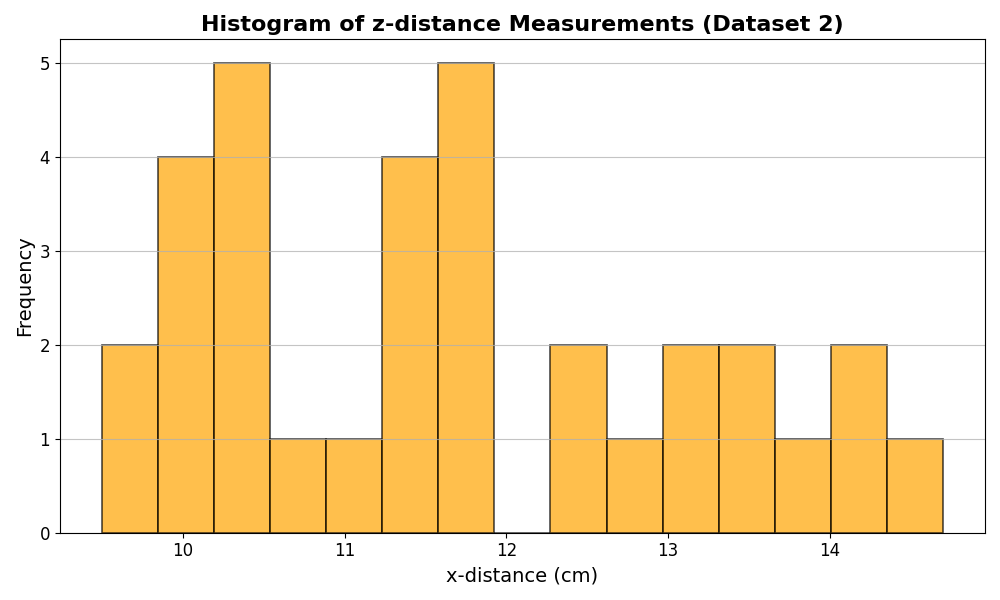 Histogram of z-distance Measurements (Dataset 2)
Frequency
5
4
3
2
1
0
10 11 12 13 14
x-distance (cm)